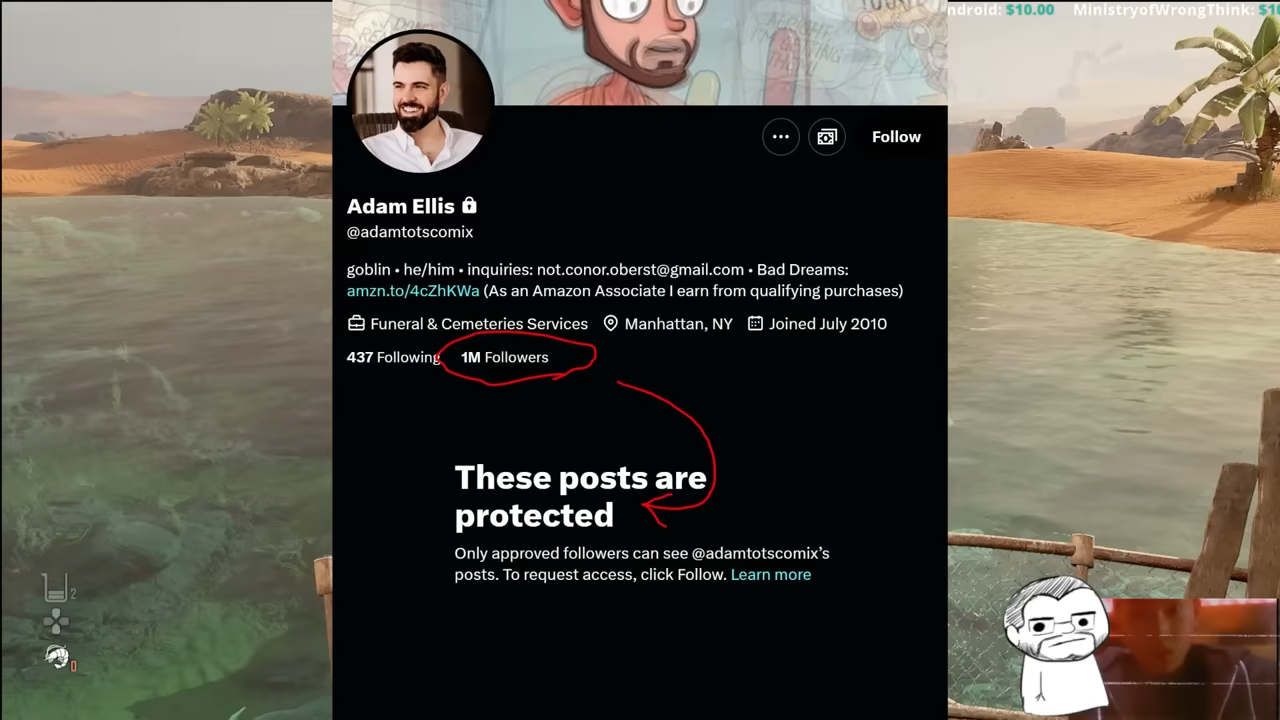 ndroid: $10.00 MinistryofWrongThink: $10
Follow
Adam Ellis
@adamtotscomix
goblin • he/him • inquiries: not.conor.oberst@gmail.com • Bad Dreams:
amzn.to/4cZhKWa (As an Amazon Associate I earn from qualifying purchases)
Funeral & Cemeteries Services Manhattan, NY Joined July 2010
437 Following 1M Followers
These posts are
protected
Only approved followers can see @adamtotscomix’s
posts. To request access, click Follow. Learn more
2
0